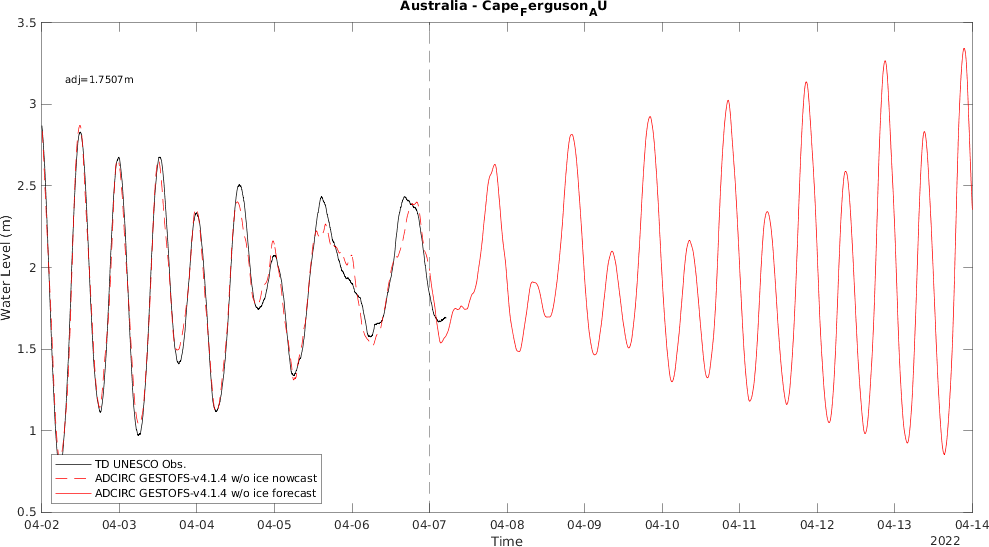 Australia - Cape_Ferguson_AU
3.5
adj=1.7507m
3
2.5
2
1.5
1
0.5
Water Level (m)
TD UNESCO Obs.
ADCIRC GESTOFS-v4.1.4 w/o ice nowcast
ADCIRC GESTOFS-v4.1.4 w/o ice forecast
04-02 04-03 04-04 04-05 04-06 04-07 04-08 04-09 04-10 04-11 04-12 04-13 04-14
Time
2022